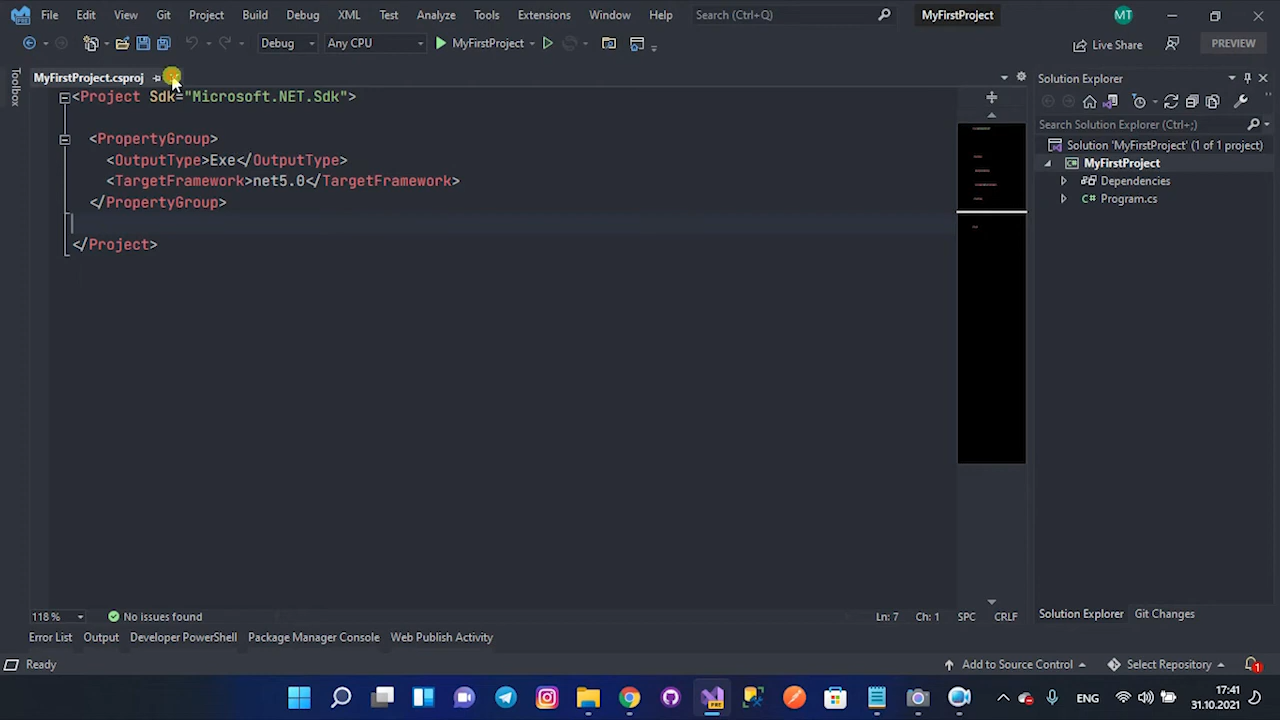 File Edit View Git Project Build Debug XML Test Analyze Tools Extensions Window Help Search (Ctrl+Q) MyFirstProject MT
Debug Any CPU MyFirstProject Live Share PREVIEW
Toolbox
MyFirstProject.csproj
<Project Sdk="Microsoft.NET.Sdk">
<PropertyGroup>
<OutputType>Exe</OutputType>
<TargetFramework>net5.0</TargetFramework>
</PropertyGroup>
</Project>
Solution Explorer
Search Solution Explorer (Ctrl+;)
Solution 'MyFirstProject' (1 of 1 project)
MyFirstProject
Dependencies
C# Program.cs
118 % No issues found Ln: 7 Ch: 1 SPC CRLF
Solution Explorer Git Changes
Error List Output Developer PowerShell Package Manager Console Web Publish Activity
Ready Add to Source Control Select Repository 1
PRE ENG 17:41
31.10.2021